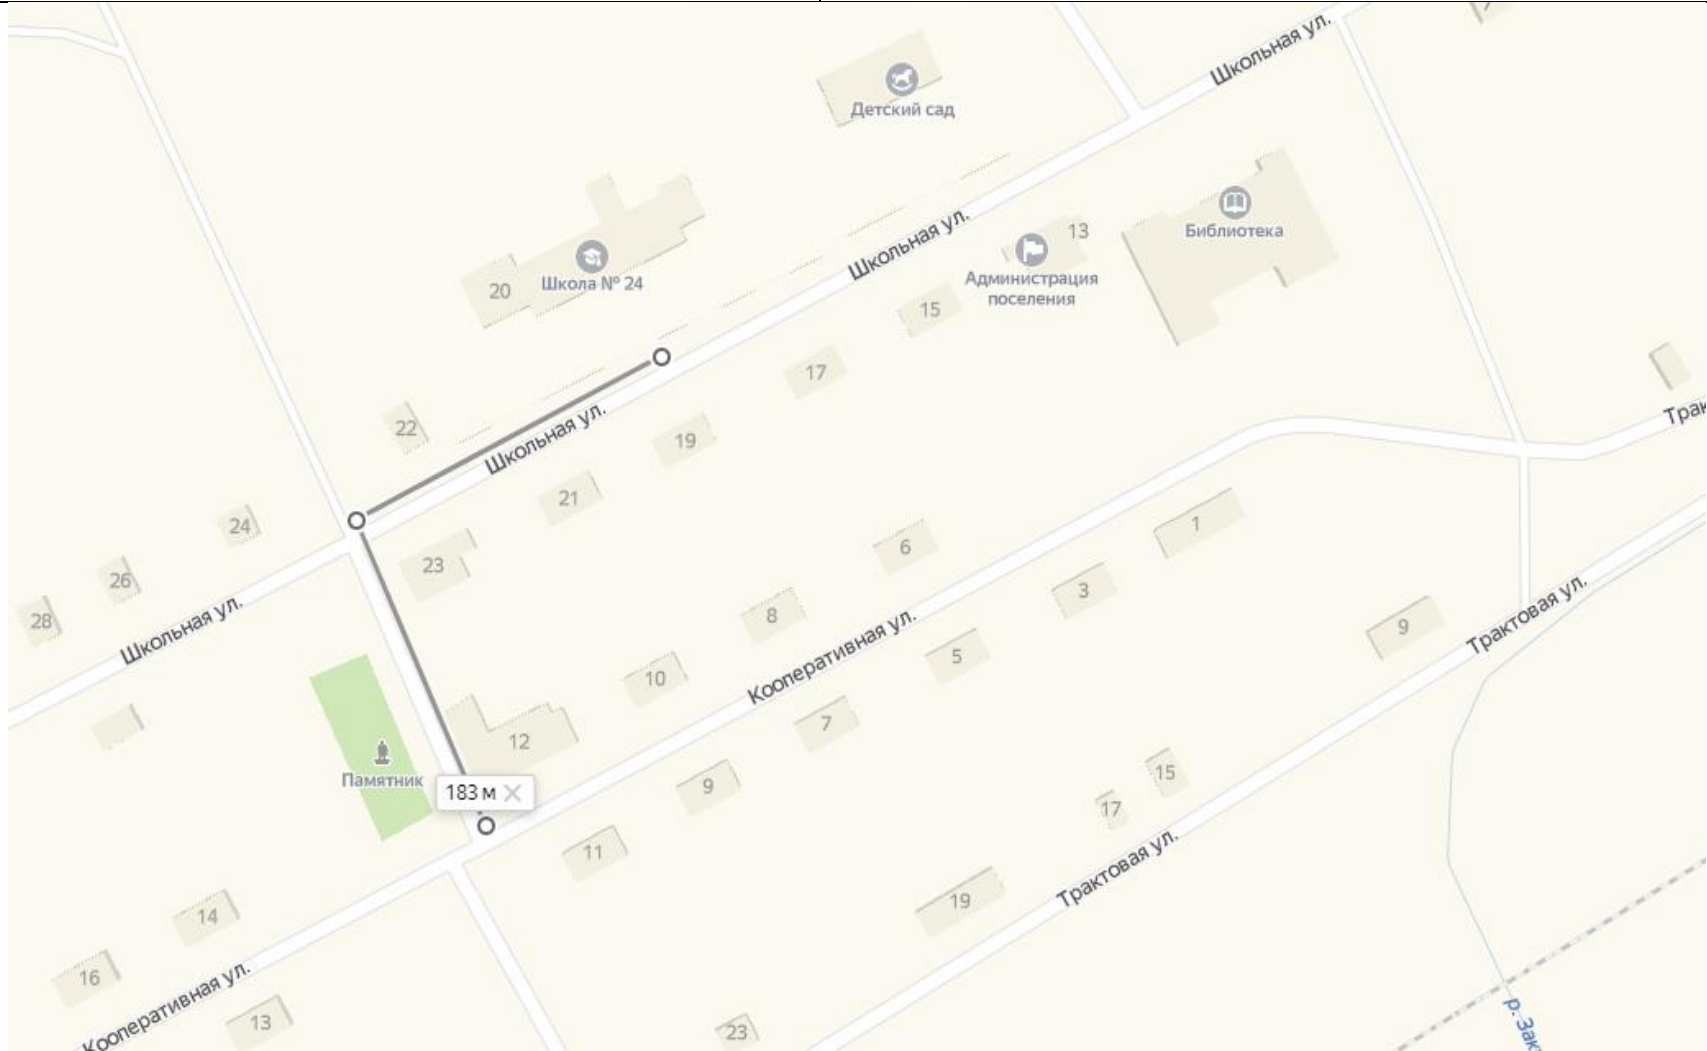 Школьная ул.
Детский сад
Школьная ул.
13
Библиотека
Школа № 24
20
Администрация
поселения
15
17
22
Школьная ул.
19
21
24
23
26
28
Школьная ул.
1
6
3
8
Кооперативная ул.
5
10
7
12
9
Трактовая ул.
Памятник
183 м
9
11
15
17
Трактовая ул.
19
14
16
Кооперативная ул.
13
23